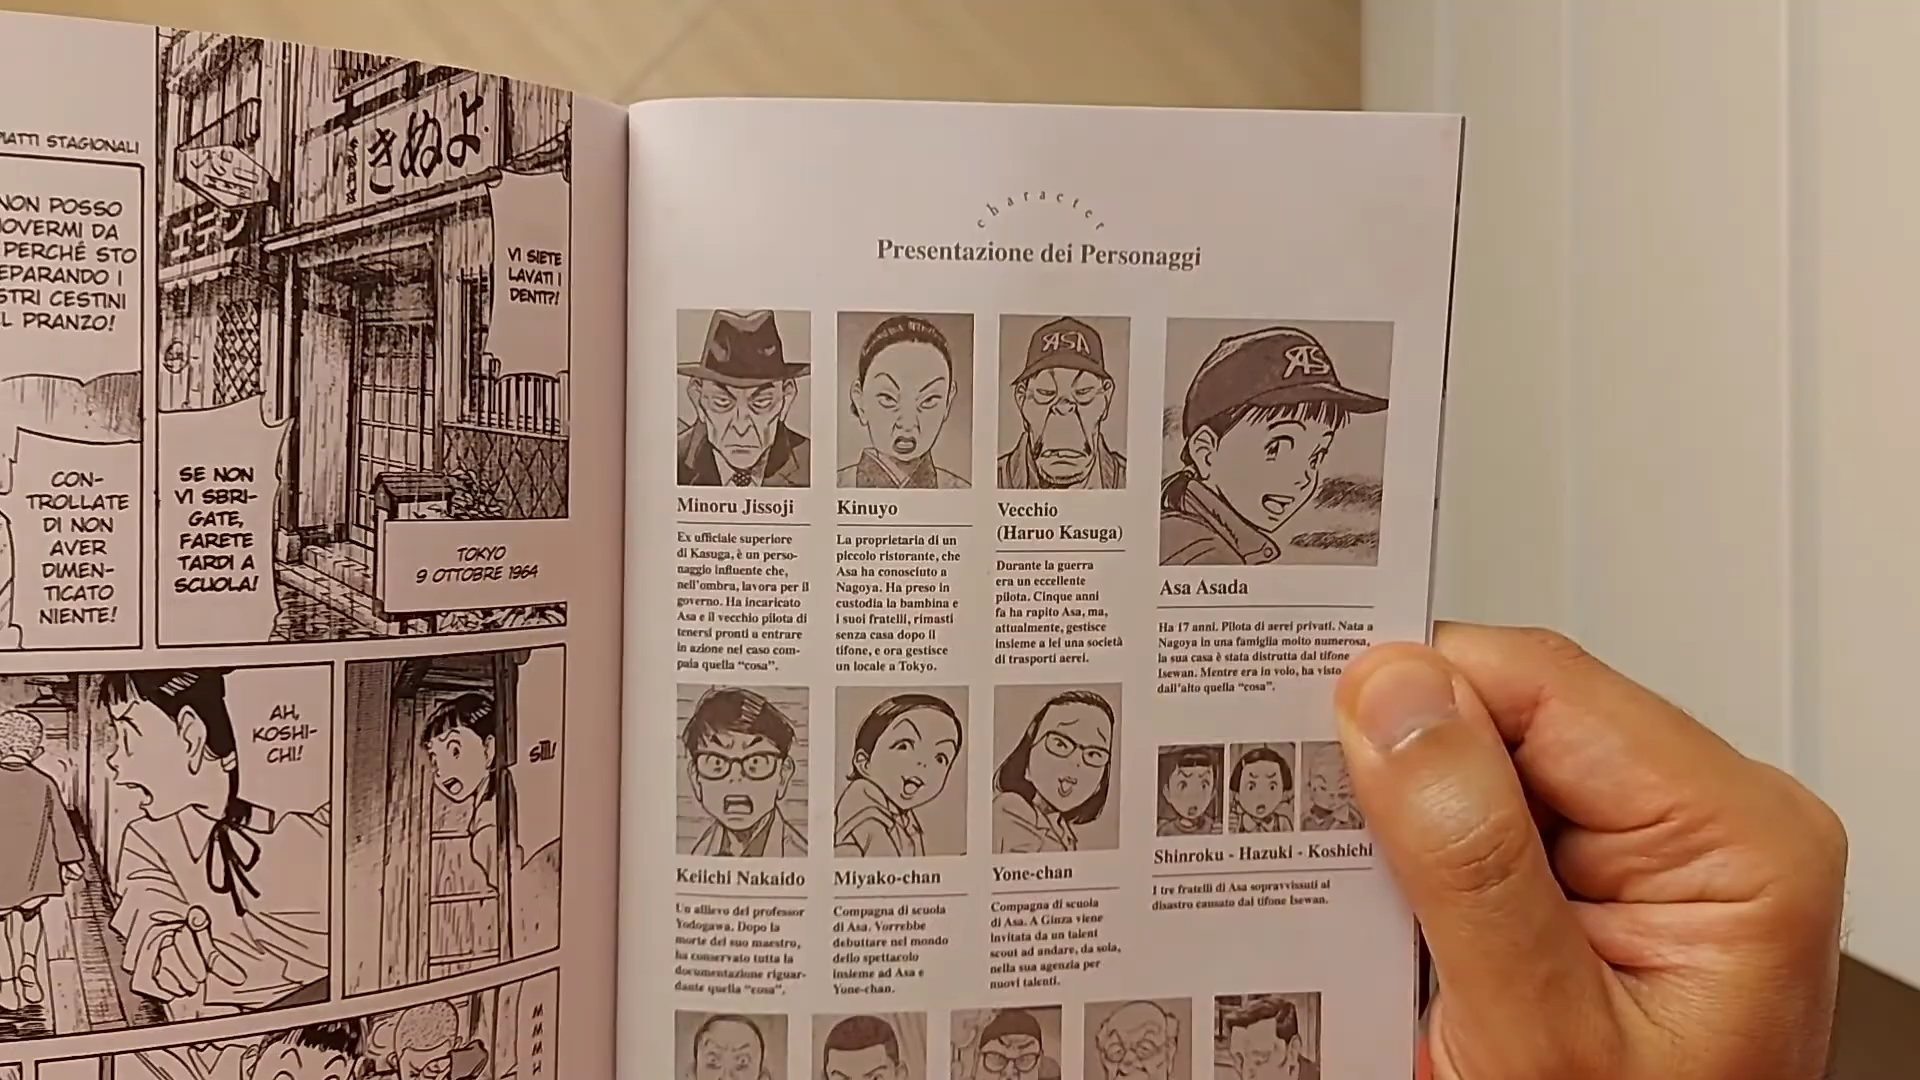 IATTI STAGIONALI
NON POSSO
OVERMI DA
PERCHÉ STO
EPARANDO I
STRI CESTINI
L PRANZO!
きぬよ
エデン
VI SIETE
LAVATI I
DENTI?!
CON-
TROLLATE
DI NON
AVER
DIMEN-
TICATO
NIENTE!
SE NON
VI SBRI-
GATE,
FARETE
TARDI A
SCUOLA!
TOKYO
9 OTTOBRE 1964
AH,
KOSHI-
CHI!
SÌÌÌ!
M
M
M
M
H
character
Presentazione dei Personaggi
Minoru Jissoji
Ex ufficiale superiore
di Kasuga, è un perso-
naggio influente che,
nell'ombra, lavora per il
governo. Ha incaricato
Asa e il vecchio pilota di
tenersi pronti a entrare
in azione nel caso com-
paia quella "cosa".
Kinuyo
La proprietaria di un
piccolo ristorante, che
Asa ha conosciuto a
Nagoya. Ha preso in
custodia la bambina e
i suoi fratelli, rimasti
senza casa dopo il
tifone, e ora gestisce
un locale a Tokyo.
ASA
Vecchio
(Haruo Kasuga)
Durante la guerra
era un eccellente
pilota. Cinque anni
fa ha rapito Asa, ma,
attualmente, gestisce
insieme a lei una società
di trasporti aerei.
AS
Asa Asada
Ha 17 anni. Pilota di aerei privati. Nata a
Nagoya in una famiglia molto numerosa,
la sua casa è stata distrutta dal tifone
Isewan. Mentre era in volo, ha visto
dall'alto quella "cosa".
Keiichi Nakaido
Un allievo del professor
Yodogawa. Dopo la
morte del suo maestro,
ha conservato tutta la
documentazione riguar-
dante quella "cosa".
Miyako-chan
Compagna di scuola
di Asa. Vorrebbe
debuttare nel mondo
dello spettacolo
insieme ad Asa e
Yone-chan.
Yone-chan
Compagna di scuola
di Asa. A Ginza viene
invitata da un talent
scout ad andare, da sola,
nella sua agenzia per
nuovi talenti.
Shinroku - Hazuki - Koshichi
I tre fratelli di Asa sopravvissuti al
disastro causato dal tifone Isewan.